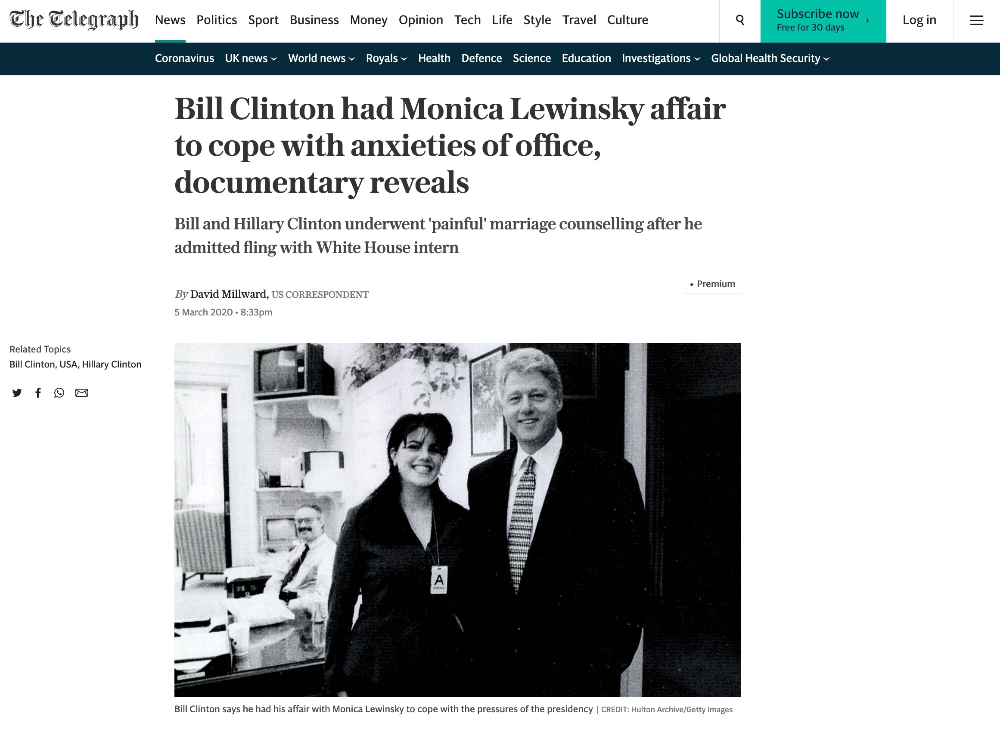 The Telegraph
News Politics Sport Business Money Opinion Tech Life Style Travel Culture
Subscribe now
Free for 30 days
Log in
Coronavirus UK news World news Royals Health Defence Science Education Investigations Global Health Security
Bill Clinton had Monica Lewinsky affair
to cope with anxieties of office,
documentary reveals
Bill and Hillary Clinton underwent 'painful' marriage counselling after he
admitted fling with White House intern
Premium
By David Millward, US CORRESPONDENT
5 March 2020 • 8:33pm
Related Topics
Bill Clinton, USA, Hillary Clinton
A
Bill Clinton says he had his affair with Monica Lewinsky to cope with the pressures of the presidency | CREDIT: Hulton Archive/Getty Images